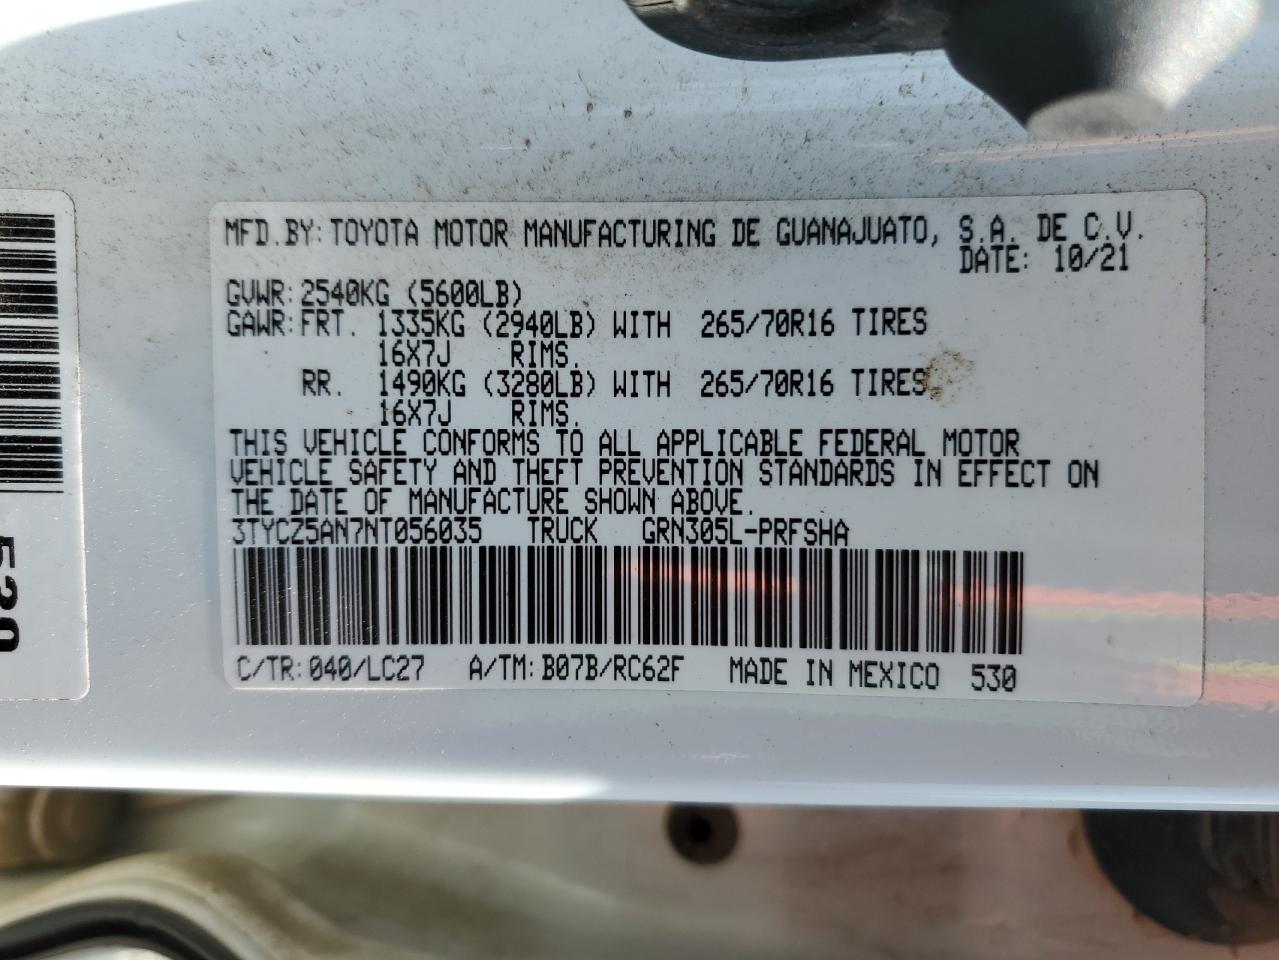 MFD.BY: TOYOTA MOTOR MANUFACTURING DE GUANAJUATO, S.A. DE C.V.
DATE: 10/21
GVWR: 2540KG (5600LB)
GAWR: FRT. 1335KG (2940LB) WITH 265/70R16 TIRES
16X7J RIMS.
RR. 1490KG (3280LB) WITH 265/70R16 TIRES
16X7J RIMS.
THIS VEHICLE CONFORMS TO ALL APPLICABLE FEDERAL MOTOR
VEHICLE SAFETY AND THEFT PREVENTION STANDARDS IN EFFECT ON
THE DATE OF MANUFACTURE SHOWN ABOVE.
3TYCZ5AN7NT056035 TRUCK GRN305L-PRFSHA
C/TR: 040/LC27 A/TM: B07B/RC62F MADE IN MEXICO 530